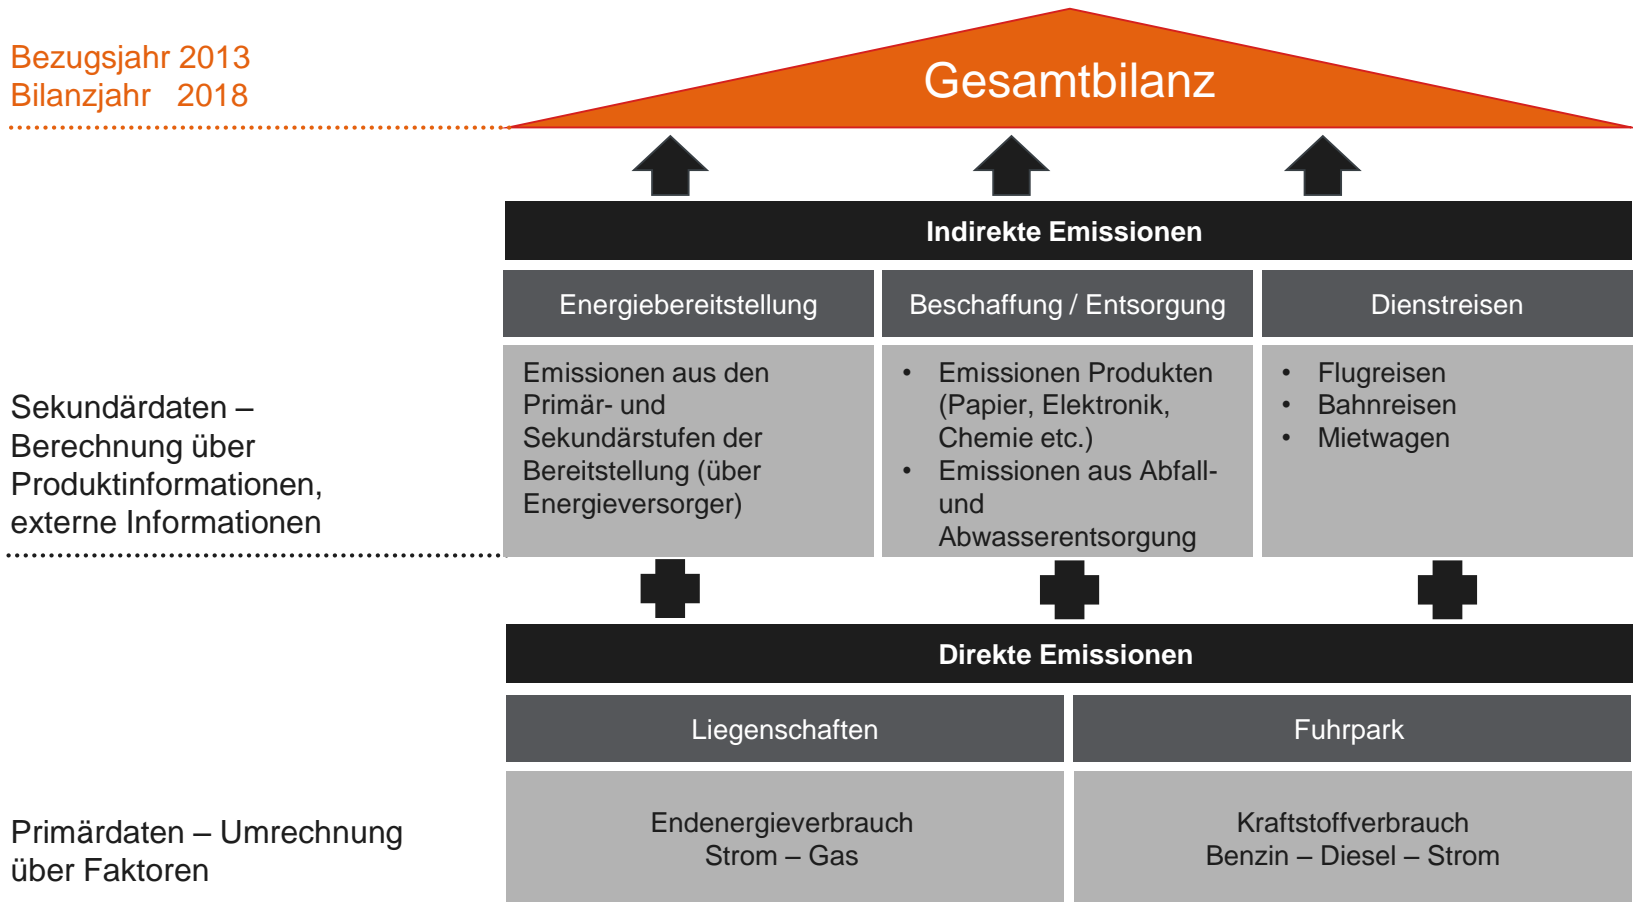 Bezugsjahr 2013
Bilanzjahr 2018
Gesamtbilanz
Indirekte Emissionen
Energiebereitstellung
Beschaffung / Entsorgung
Dienstreisen
Sekundärdaten –
Berechnung über
Produktinformationen,
externe Informationen
Emissionen aus den
Primär- und
Sekundärstufen der
Bereitstellung (über
Energieversorger)
• Emissionen Produkten
(Papier, Elektronik,
Chemie etc.)
• Emissionen aus Abfall-
und
Abwasserentsorgung
• Flugreisen
• Bahnreisen
• Mietwagen
Direkte Emissionen
Liegenschaften
Fuhrpark
Primärdaten – Umrechnung
über Faktoren
Endenergieverbrauch
Strom – Gas
Kraftstoffverbrauch
Benzin – Diesel – Strom